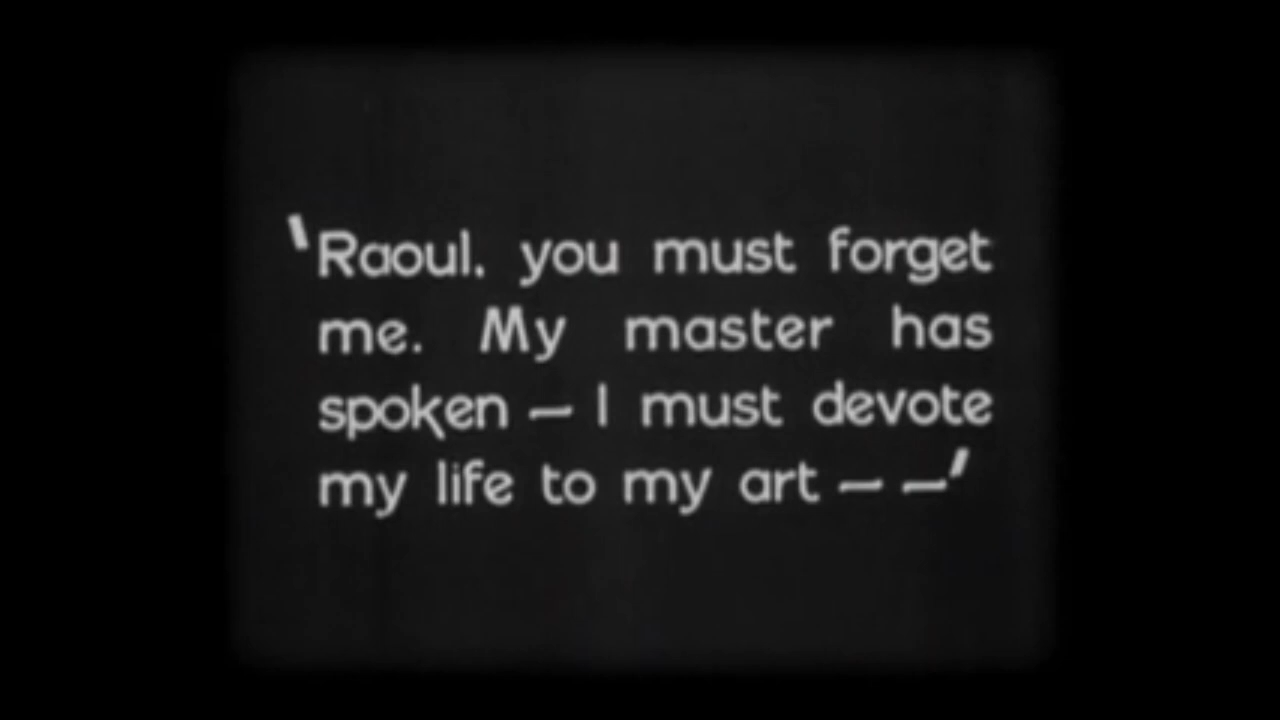 'Raoul, you must forget
me. My master has
spoken — I must devote
my life to my art — —'